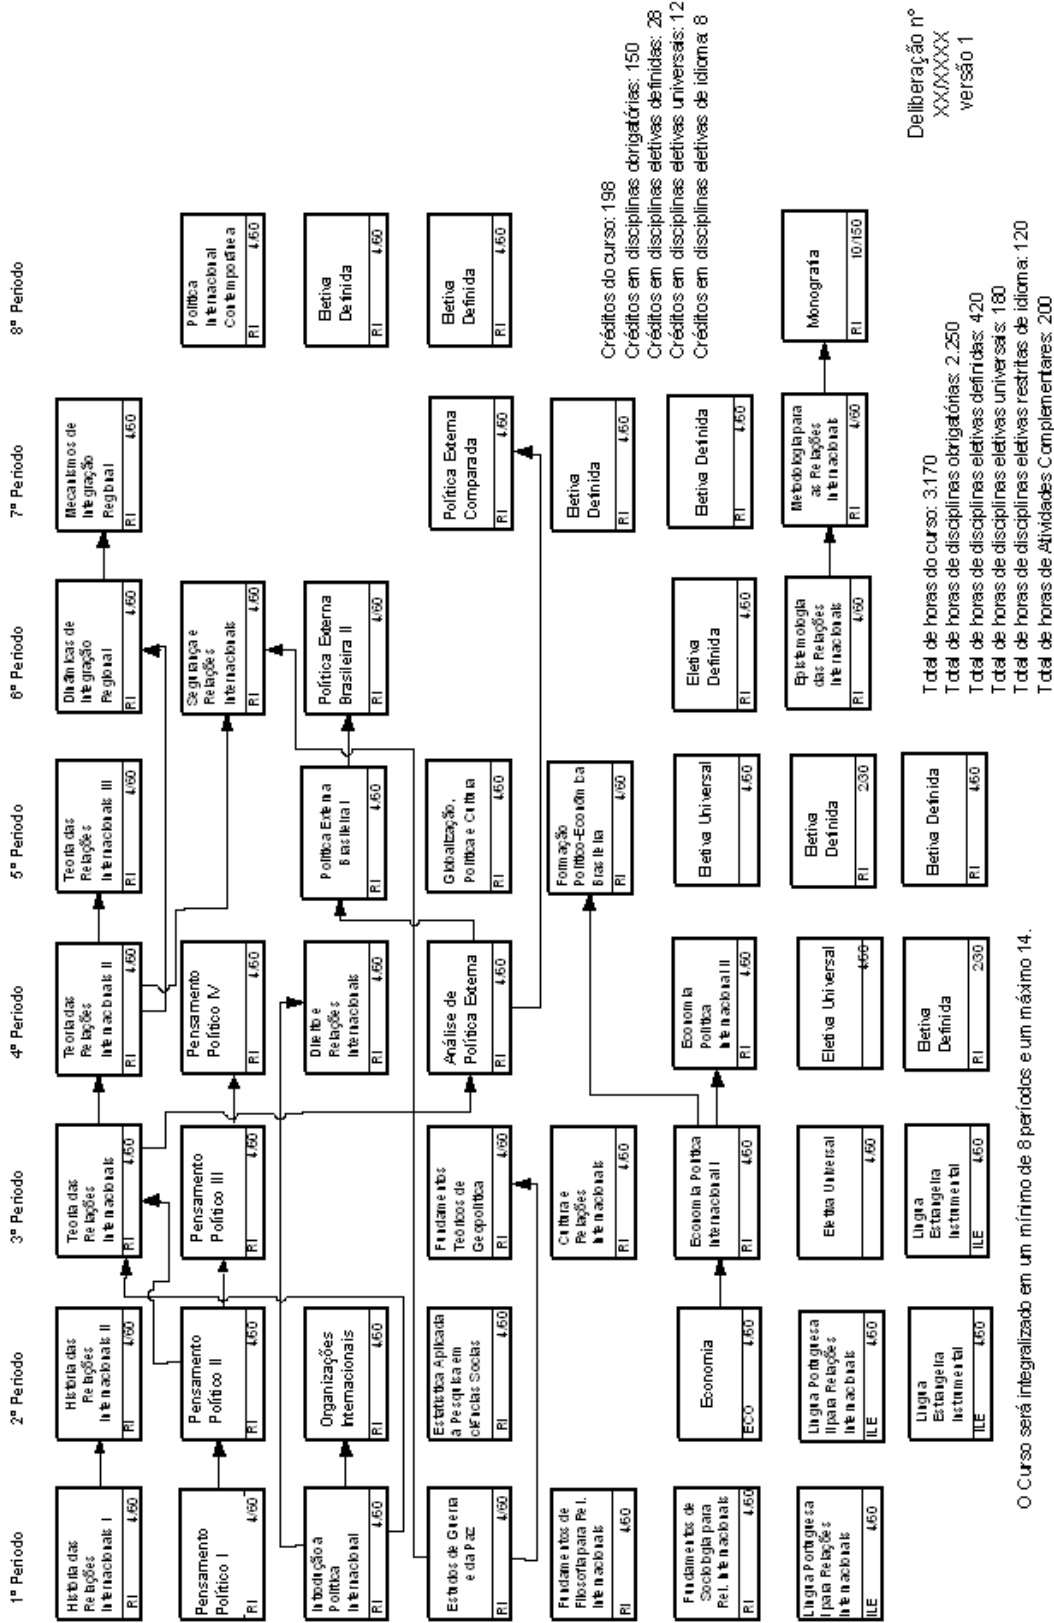 1º Período
História das
Relações
Internacionais I
RI 4/60
Pensamento
Político I
RI 4/60
Introdução à
Política
Internacional
RI 4/60
Estudos de Guerra
e da Paz
RI 4/60
Fundamentos de
Filosofia para Rel.
Internacionais
RI 4/60
Fundamentos de
Sociologia para
Rel. Internacionais
RI 4/60
Língua Portuguesa
I para Relações
Internacionais
ILE 4/60
2º Período
História das
Relações
Internacionais II
RI 4/60
Pensamento
Político II
RI 4/60
Organizações
Internacionais
RI 4/60
Estatística Aplicada
à Pesquisa em
ciências Sociais
RI 4/60
Economia
ECO 4/60
Língua Portuguesa
II para Relações
Internacionais
ILE 4/60
Língua
Estrangeira
Instrumental
ILE 4/60
3º Período
Teoria das
Relações
Internacionais I
RI 4/60
Pensamento
Político III
RI 4/60
Fundamentos
Teóricos de
Geopolítica
RI 4/60
Cultura e
Relações
Internacionais
RI 4/60
Economia Política
Internacional I
RI 4/60
Eletiva Universal
4/60
Língua
Estrangeira
Instrumental
ILE 4/60
4º Período
Teoria das
Relações
Internacionais II
RI 4/60
Pensamento
Político IV
RI 4/60
Direito e
Relações
Internacionais
RI 4/60
Análise de
Política Externa
RI 4/60
Economia
Política
Internacional II
RI 4/60
Eletiva Universal
4/60
Eletiva
Definida
RI 2/30
5º Período
Teoria das
Relações
Internacionais III
RI 4/60
Política Externa
Brasileira I
RI 4/60
Globalização,
Política e Cultura
RI 4/60
Formação
Político-Econômica
Brasileira
RI 4/60
Eletiva Universal
4/60
Eletiva
Definida
RI 2/30
Eletiva Definida
RI 4/60
6º Período
Dinâmicas de
Integração
Regional
RI 4/60
Segurança e
Relações
Internacionais
RI 4/60
Política Externa
Brasileira II
RI 4/60
Eletiva
Definida
RI 4/60
Epistemologia
das Relações
Internacionais
RI 4/60
7º Período
Mecanismos de
Integração
Regional
RI 4/60
Política Externa
Comparada
RI 4/60
Eletiva
Definida
RI 4/60
Eletiva Definida
RI 4/60
Metodologia para
as Relações
Internacionais
RI 4/60
8º Período
Política
Internacional
Contemporânea
RI 4/60
Eletiva
Definida
RI 4/60
Eletiva
Definida
RI 4/60
Monografia
RI 10/150
Créditos do curso: 198
Créditos em disciplinas obrigatórias: 150
Créditos em disciplinas eletivas definidas: 28
Créditos em disciplinas eletivas universais: 12
Créditos em disciplinas eletivas de idioma: 8
Total de horas do curso: 3.170
Total de horas de disciplinas obrigatórias: 2.250
Total de horas de disciplinas eletivas definidas: 420
Total de horas de disciplinas eletivas universais: 180
Total de horas de disciplinas eletivas restritas de idioma: 120
Total de horas de Atividades Complementares: 200
Deliberação nº
XX/XXXX
versão 1
O Curso será integralizado em um mínimo de 8 períodos e um máximo 14.